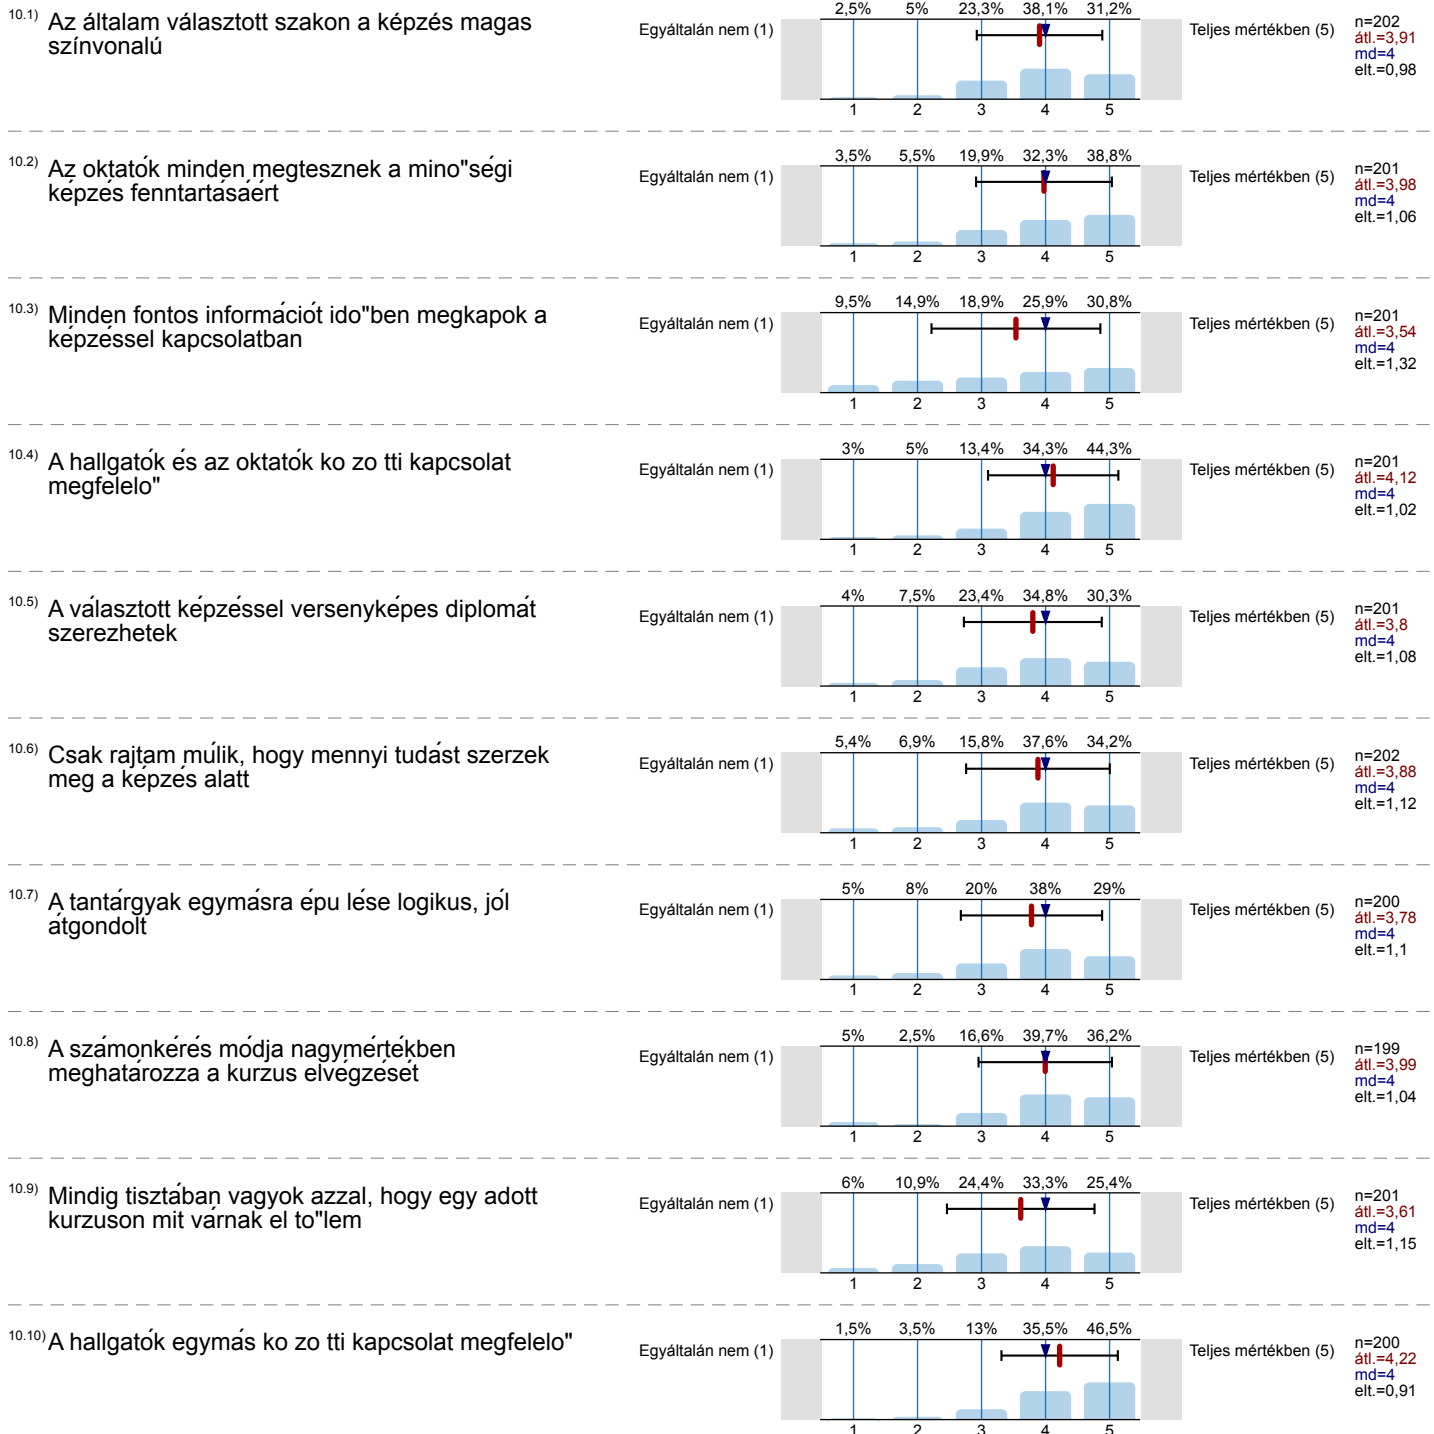 10.1) Az általam választott szakon a képzés magas
színvonalú
Egyáltalán nem (1)
2,5% 5% 23,3% 38,1% 31,2%
1 2 3 4 5
Teljes mértékben (5)
n=202
átl.=3,91
md=4
elt.=0,98
10.2) Az oktatók minden megtesznek a mino"ségi
képzés fenntartásáért
Egyáltalán nem (1)
3,5% 5,5% 19,9% 32,3% 38,8%
1 2 3 4 5
Teljes mértékben (5)
n=201
átl.=3,98
md=4
elt.=1,06
10.3) Minden fontos információt ido"ben megkapok a
képzéssel kapcsolatban
Egyáltalán nem (1)
9,5% 14,9% 18,9% 25,9% 30,8%
1 2 3 4 5
Teljes mértékben (5)
n=201
átl.=3,54
md=4
elt.=1,32
10.4) A hallgatók és az oktatók ko zo tti kapcsolat
megfelelo"
Egyáltalán nem (1)
3% 5% 13,4% 34,3% 44,3%
1 2 3 4 5
Teljes mértékben (5)
n=201
átl.=4,12
md=4
elt.=1,02
10.5) A választott képzéssel versenyképes diplomát
szerezhetek
Egyáltalán nem (1)
4% 7,5% 23,4% 34,8% 30,3%
1 2 3 4 5
Teljes mértékben (5)
n=201
átl.=3,8
md=4
elt.=1,08
10.6) Csak rajtam múlik, hogy mennyi tudást szerzek
meg a képzés alatt
Egyáltalán nem (1)
5,4% 6,9% 15,8% 37,6% 34,2%
1 2 3 4 5
Teljes mértékben (5)
n=202
átl.=3,88
md=4
elt.=1,12
10.7) A tantárgyak egymásra épu lése logikus, jól
átgondolt
Egyáltalán nem (1)
5% 8% 20% 38% 29%
1 2 3 4 5
Teljes mértékben (5)
n=200
átl.=3,78
md=4
elt.=1,1
10.8) A számonkérés módja nagymértékben
meghatározza a kurzus elvégzését
Egyáltalán nem (1)
5% 2,5% 16,6% 39,7% 36,2%
1 2 3 4 5
Teljes mértékben (5)
n=199
átl.=3,99
md=4
elt.=1,04
10.9) Mindig tisztában vagyok azzal, hogy egy adott
kurzuson mit várnak el to"lem
Egyáltalán nem (1)
6% 10,9% 24,4% 33,3% 25,4%
1 2 3 4 5
Teljes mértékben (5)
n=201
átl.=3,61
md=4
elt.=1,15
10.10) A hallgatók egymás ko zo tti kapcsolat megfelelo"
Egyáltalán nem (1)
1,5% 3,5% 13% 35,5% 46,5%
1 2 3 4 5
Teljes mértékben (5)
n=200
átl.=4,22
md=4
elt.=0,91